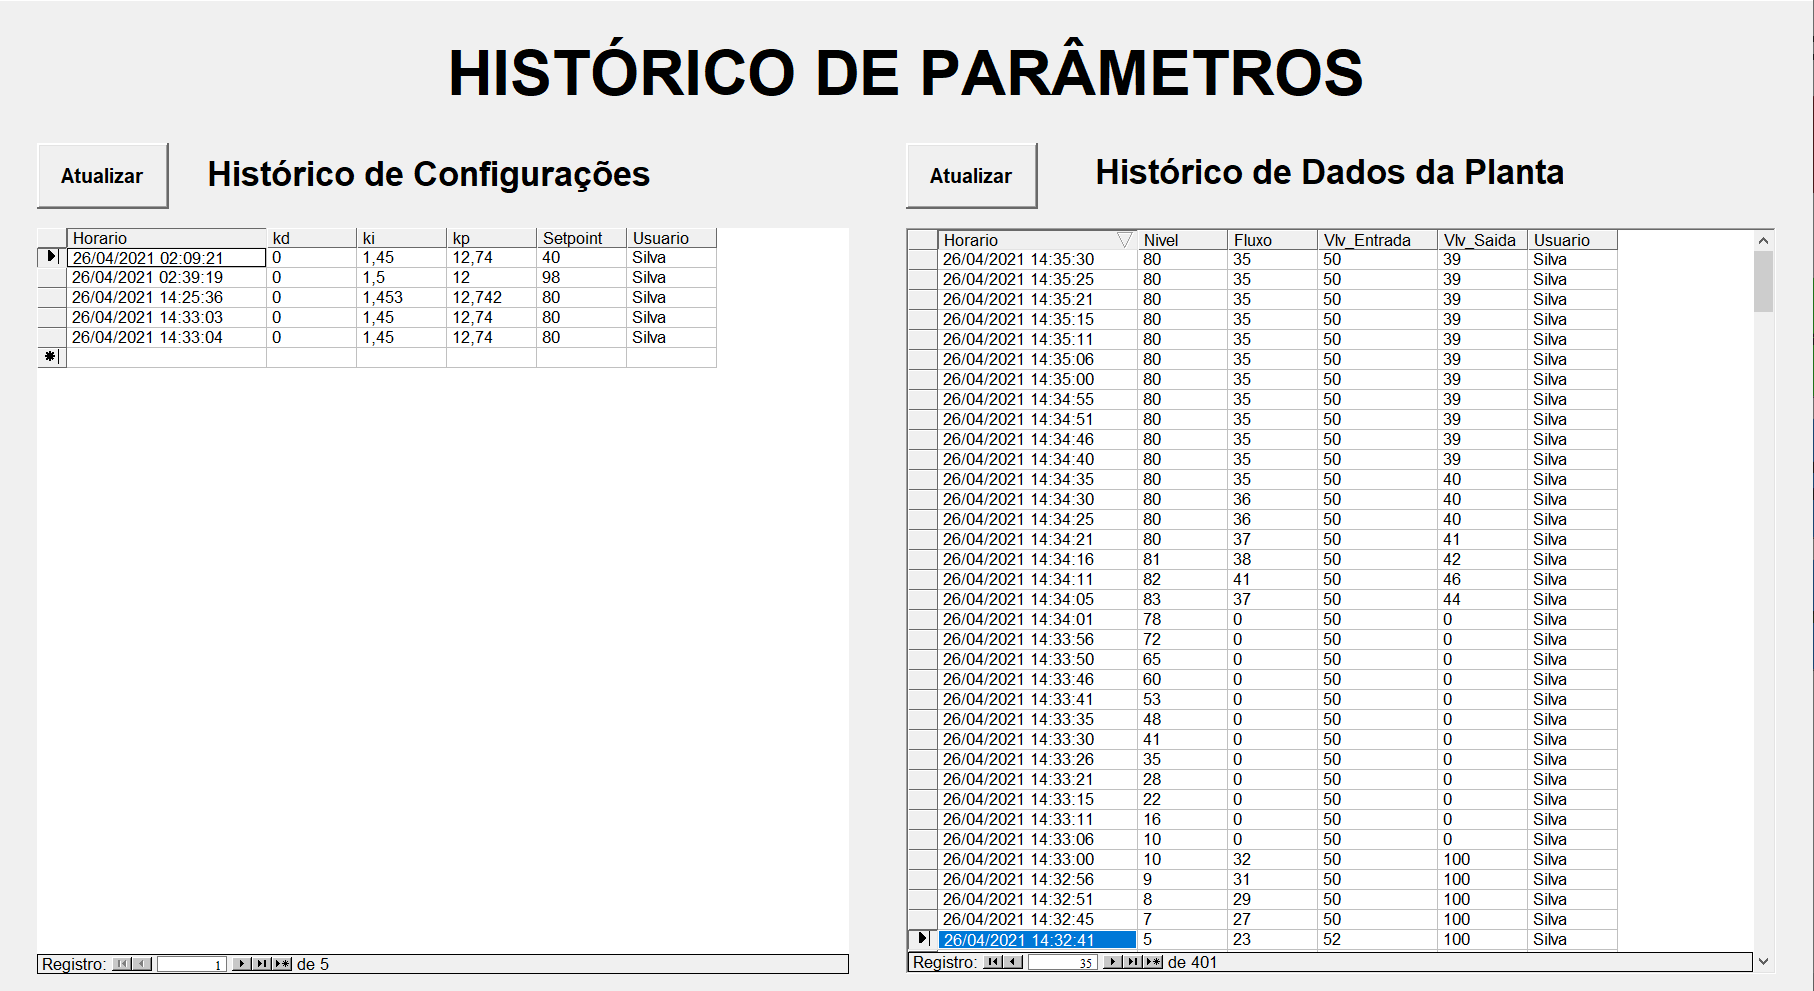 HISTÓRICO DE PARÂMETROS
Atualizar
Histórico de Configurações
Horario kd ki kp Setpoint Usuario
26/04/2021 02:09:21 0 1,45 12,74 40 Silva
26/04/2021 02:39:19 0 1,5 12 98 Silva
26/04/2021 14:25:36 0 1,453 12,742 80 Silva
26/04/2021 14:33:03 0 1,45 12,74 80 Silva
26/04/2021 14:33:04 0 1,45 12,74 80 Silva
Registro: 1 de 5
Atualizar
Histórico de Dados da Planta
Horario Nivel Fluxo Vlv_Entrada Vlv_Saida Usuario
26/04/2021 14:35:30 80 35 50 39 Silva
26/04/2021 14:35:25 80 35 50 39 Silva
26/04/2021 14:35:21 80 35 50 39 Silva
26/04/2021 14:35:15 80 35 50 39 Silva
26/04/2021 14:35:11 80 35 50 39 Silva
26/04/2021 14:35:06 80 35 50 39 Silva
26/04/2021 14:35:00 80 35 50 39 Silva
26/04/2021 14:34:55 80 35 50 39 Silva
26/04/2021 14:34:51 80 35 50 39 Silva
26/04/2021 14:34:46 80 35 50 39 Silva
26/04/2021 14:34:40 80 35 50 39 Silva
26/04/2021 14:34:35 80 35 50 40 Silva
26/04/2021 14:34:30 80 36 50 40 Silva
26/04/2021 14:34:25 80 36 50 40 Silva
26/04/2021 14:34:21 80 37 50 41 Silva
26/04/2021 14:34:16 81 38 50 42 Silva
26/04/2021 14:34:11 82 41 50 46 Silva
26/04/2021 14:34:05 83 37 50 44 Silva
26/04/2021 14:34:01 78 0 50 0 Silva
26/04/2021 14:33:56 72 0 50 0 Silva
26/04/2021 14:33:50 65 0 50 0 Silva
26/04/2021 14:33:46 60 0 50 0 Silva
26/04/2021 14:33:41 53 0 50 0 Silva
26/04/2021 14:33:35 48 0 50 0 Silva
26/04/2021 14:33:30 41 0 50 0 Silva
26/04/2021 14:33:26 35 0 50 0 Silva
26/04/2021 14:33:21 28 0 50 0 Silva
26/04/2021 14:33:15 22 0 50 0 Silva
26/04/2021 14:33:11 16 0 50 0 Silva
26/04/2021 14:33:06 10 0 50 0 Silva
26/04/2021 14:33:00 10 32 50 100 Silva
26/04/2021 14:32:56 9 31 50 100 Silva
26/04/2021 14:32:51 8 29 50 100 Silva
26/04/2021 14:32:45 7 27 50 100 Silva
26/04/2021 14:32:41 5 23 52 100 Silva
Registro: 35 de 401